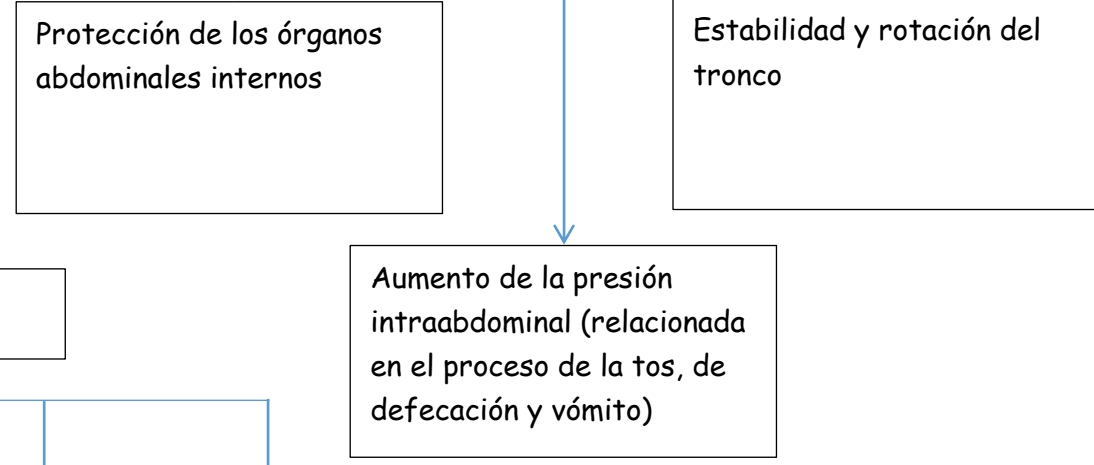 Protección de los órganos
abdominales internos
Estabilidad y rotación del
tronco
Aumento de la presión
intraabdominal (relacionada
en el proceso de la tos, de
defecación y vómito)